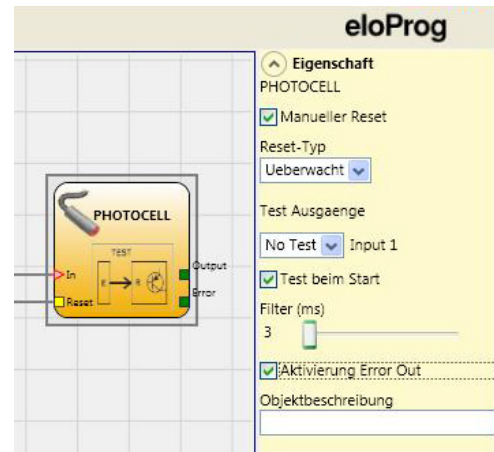 eloProg
Eigenschaft
PHOTOCELL
Manueller Reset
Reset-Typ
Ueberwacht
Test Ausgaenge
No Test Input 1
Test beim Start
Filter (ms)
3
Aktivierung Error Out
Objektbeschreibung
PHOTOCELL
TEST
In
E
R
Output
Reset
Error